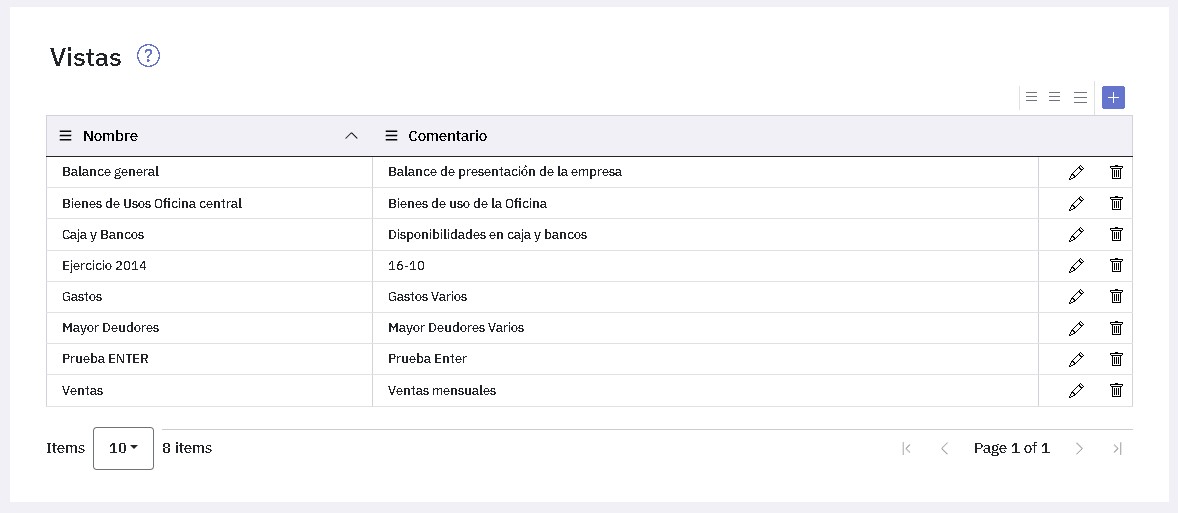 Vistas ?
Nombre Comentario
Balance general Balance de presentación de la empresa
Bienes de Usos Oficina central Bienes de uso de la Oficina
Caja y Bancos Disponibilidades en caja y bancos
Ejercicio 2014 16-10
Gastos Gastos Varios
Mayor Deudores Mayor Deudores Varios
Prueba ENTER Prueba Enter
Ventas Ventas mensuales
Items 10 8 items Page 1 of 1